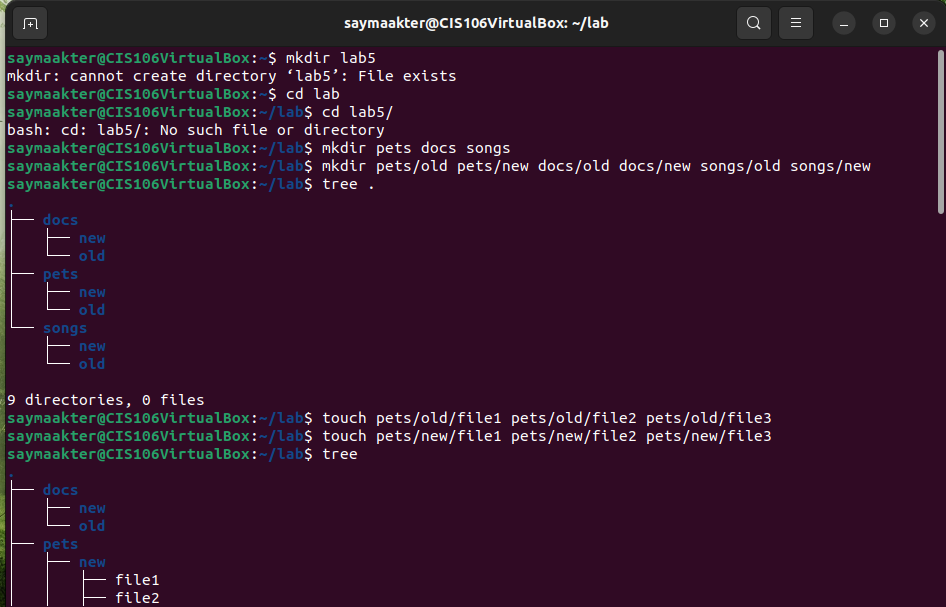 saymaakter@CIS106VirtualBox: ~/lab
saymaakter@CIS106VirtualBox:~$ mkdir lab5
mkdir: cannot create directory ‘lab5’: File exists
saymaakter@CIS106VirtualBox:~$ cd lab
saymaakter@CIS106VirtualBox:~/lab$ cd lab5/
bash: cd: lab5/: No such file or directory
saymaakter@CIS106VirtualBox:~/lab$ mkdir pets docs songs
saymaakter@CIS106VirtualBox:~/lab$ mkdir pets/old pets/new docs/old docs/new songs/old songs/new
saymaakter@CIS106VirtualBox:~/lab$ tree .
.
├── docs
│   ├── new
│   └── old
├── pets
│   ├── new
│   └── old
└── songs
    ├── new
    └── old

9 directories, 0 files
saymaakter@CIS106VirtualBox:~/lab$ touch pets/old/file1 pets/old/file2 pets/old/file3
saymaakter@CIS106VirtualBox:~/lab$ touch pets/new/file1 pets/new/file2 pets/new/file3
saymaakter@CIS106VirtualBox:~/lab$ tree
.
├── docs
│   ├── new
│   └── old
├── pets
│   ├── new
│   │   ├── file1
│   │   ├── file2